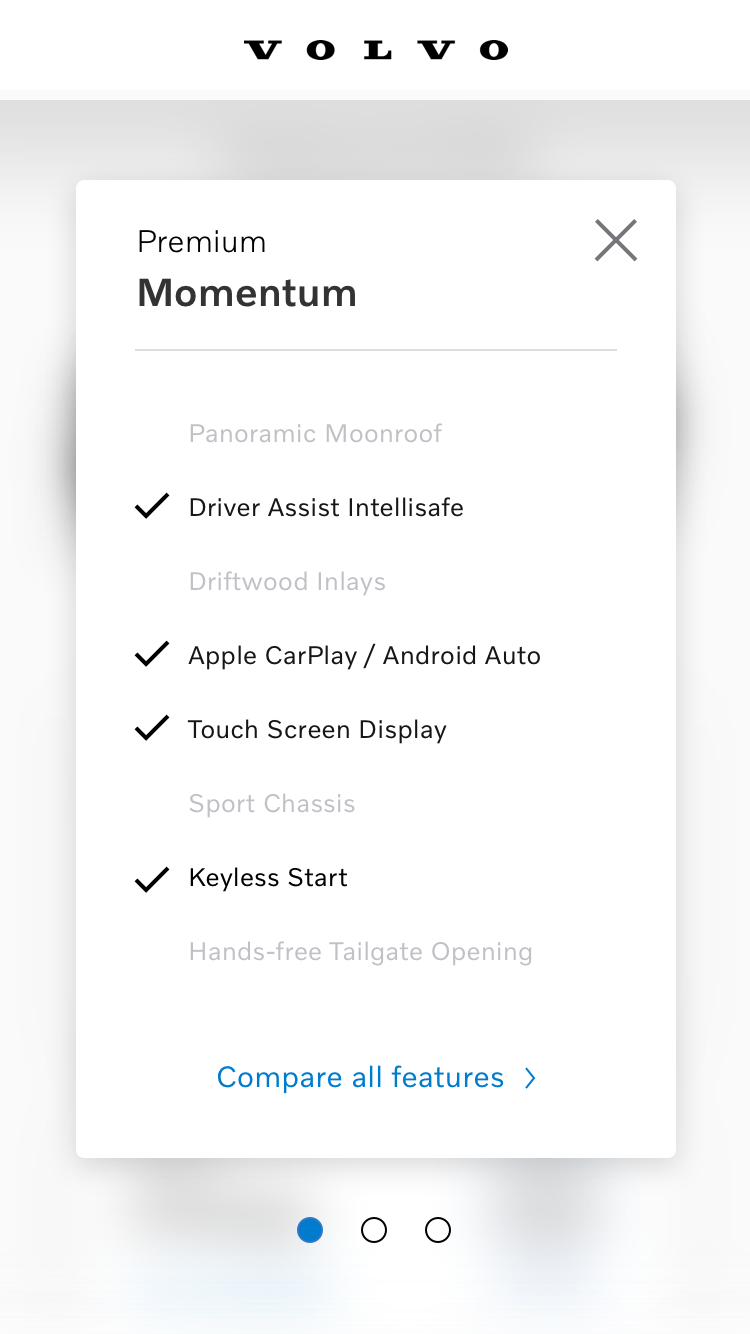 VOLVO
Premium
Momentum
Panoramic Moonroof
Driver Assist Intellisafe
Driftwood Inlays
Apple CarPlay / Android Auto
Touch Screen Display
Sport Chassis
Keyless Start
Hands-free Tailgate Opening
Compare all features